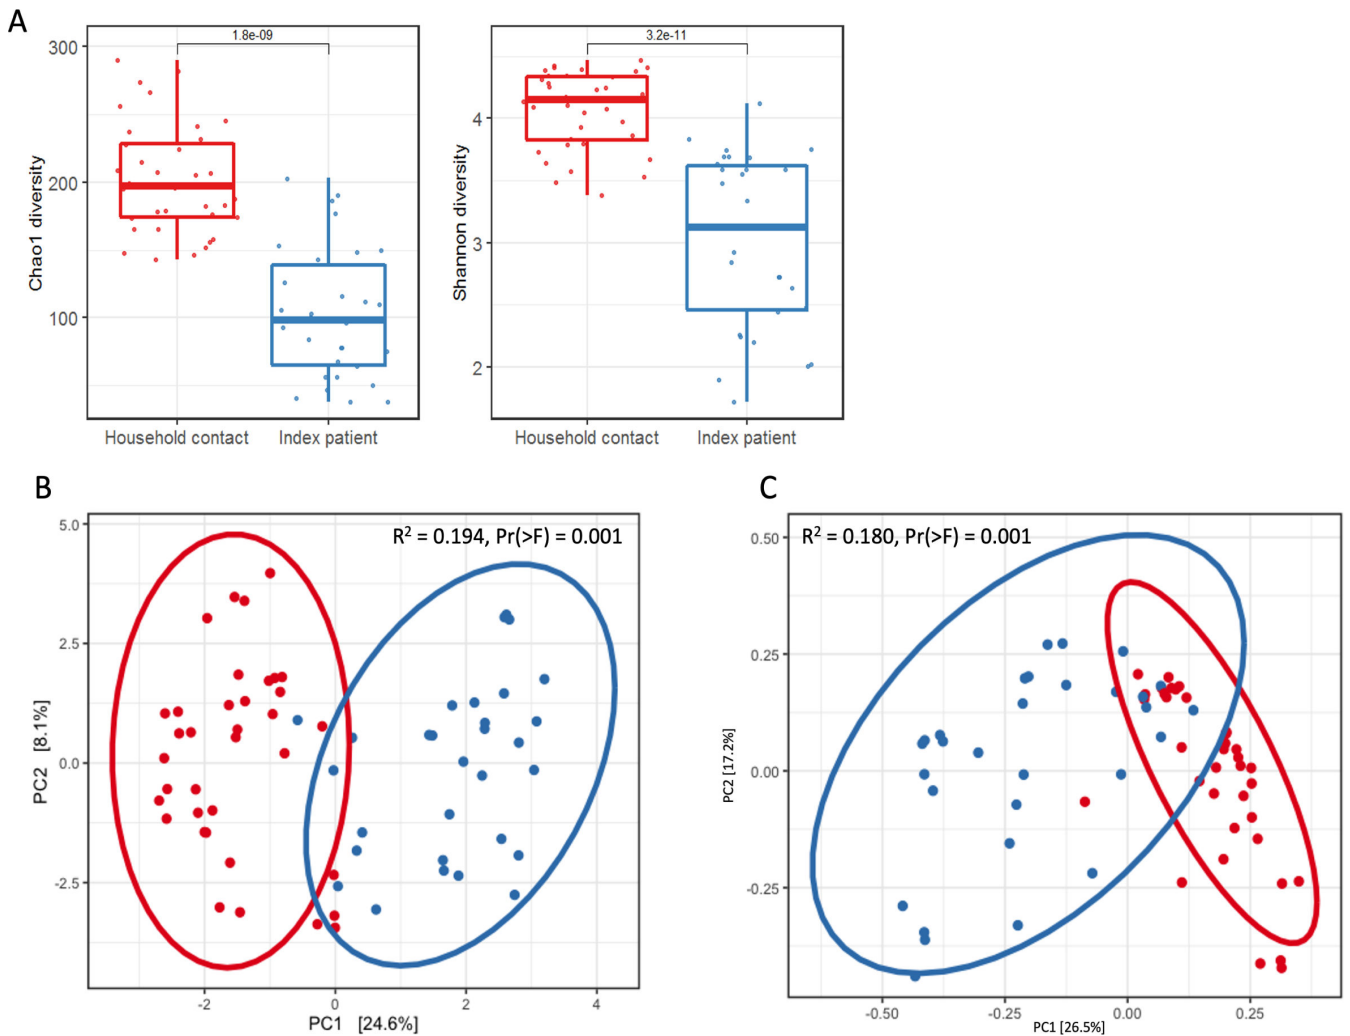 A
1.8e-09
300
200
100
Chao1 diversity
Household contact
Index patient
3.2e-11
4
3
2
Shannon diversity
Household contact
Index patient
B
R² = 0.194, Pr(>F) = 0.001
5.0
2.5
0.0
-2.5
PC2 [8.1%]
-2
0
2
4
PC1 [24.6%]
C
R² = 0.180, Pr(>F) = 0.001
0.50
0.25
0.00
-0.25
PC2 [17.2%]
-0.50
-0.25
0.00
0.25
PC1 [26.5%]